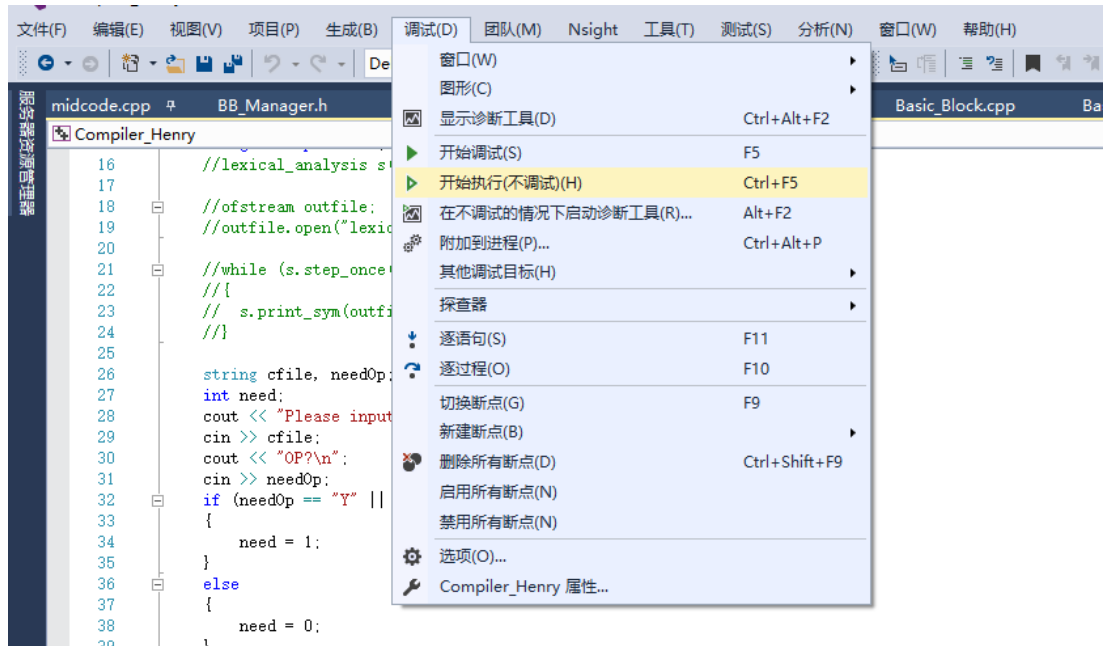 文件(F) 编辑(E) 视图(V) 项目(P) 生成(B) 调试(D) 团队(M) Nsight 工具(T) 测试(S) 分析(N) 窗口(W) 帮助(H)
De
服务器资源管理器
midcode.cpp BB_Manager.h Basic_Block.cpp Ba
Compiler_Henry
窗口(W)
图形(C)
显示诊断工具(D) Ctrl+Alt+F2
开始调试(S) F5
开始执行(不调试)(H) Ctrl+F5
在不调试的情况下启动诊断工具(R)... Alt+F2
附加到进程(P)... Ctrl+Alt+P
其他调试目标(H)
探查器
逐语句(S) F11
逐过程(O) F10
切换断点(G) F9
新建断点(B)
删除所有断点(D) Ctrl+Shift+F9
启用所有断点(N)
禁用所有断点(N)
选项(O)...
Compiler_Henry 属性...
16 //lexical_analysis s
17
18 //ofstream outfile;
19 //outfile.open("lexic
20
21 //while (s.step_once
22 //{
23 // s.print_sym(outfi
24 //}
25
26 string cfile, needOp;
27 int need;
28 cout << "Please input
29 cin >> cfile;
30 cout << "OP?\n";
31 cin >> needOp;
32 if (needOp == "Y" ||
33 {
34 need = 1;
35 }
36 else
37 {
38 need = 0;
39 }